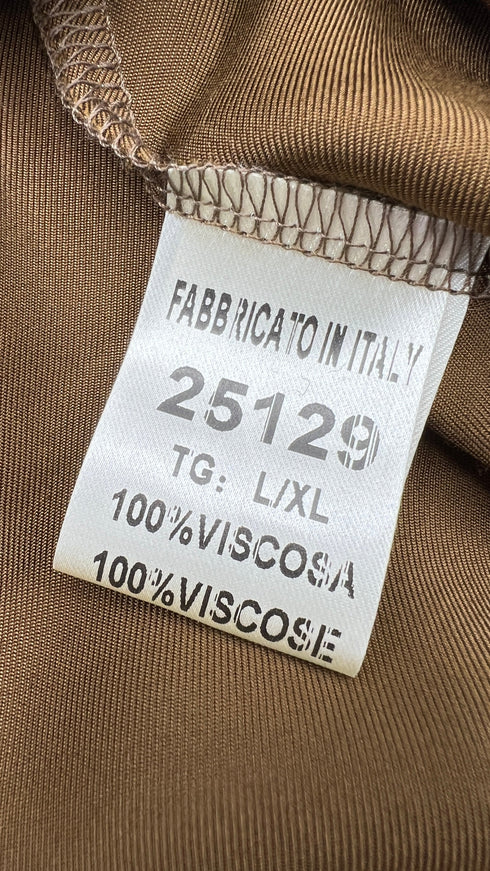 FABBRICATO IN ITALY
25129
TG: L/XL
100%VISCOSA
100%VISCOSE